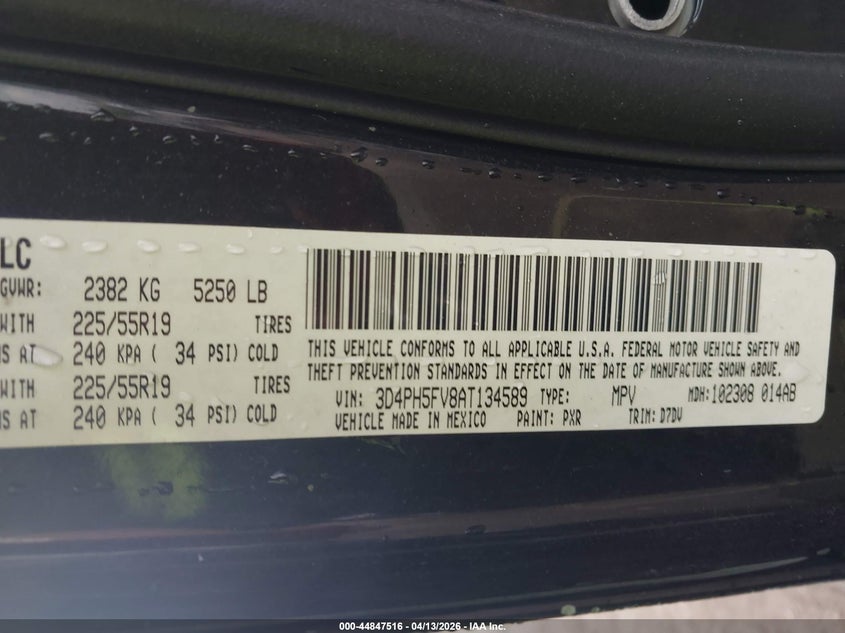 LC
GVWR: 2382 KG 5250 LB
WITH 225/55R19 TIRES
AT 240 KPA ( 34 PSI) COLD
WITH 225/55R19 TIRES
AT 240 KPA ( 34 PSI) COLD
THIS VEHICLE CONFORMS TO ALL APPLICABLE U.S.A. FEDERAL MOTOR VEHICLE SAFETY AND
THEFT PREVENTION STANDARDS IN EFFECT ON THE DATE OF MANUFACTURE SHOWN ABOVE.
VIN: 3D4PH5FV8AT134589 TYPE: MPV MDH: 102308 014AB
VEHICLE MADE IN MEXICO PAINT: PXR TRIM: D7DV
000-44847516 - 04/13/2026 - IAA Inc.